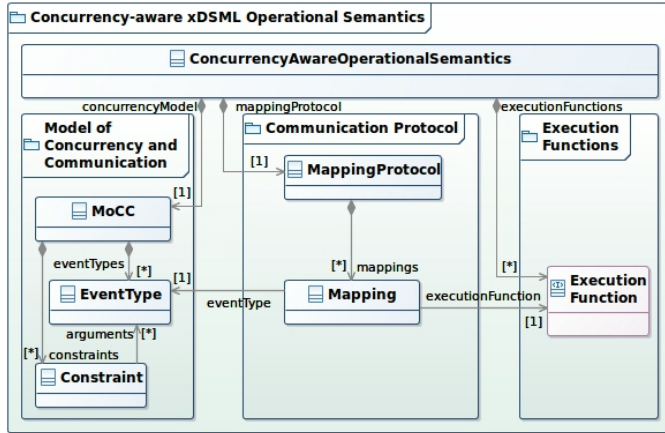 Concurrency-aware xDSML Operational Semantics
ConcurrencyAwareOperationalSemantics
concurrencyModel
mappingProtocol
executionFunctions
Model of
Concurrency and
Communication
Communication Protocol
Execution
Functions
[1]
[1]
MappingProtocol
MoCC
eventTypes
[*]
[*]
mappings
[*]
[1]
EventType
eventType
Mapping
executionFunction
[1]
Execution
Function
arguments
[*]
[*]
constraints
Constraint